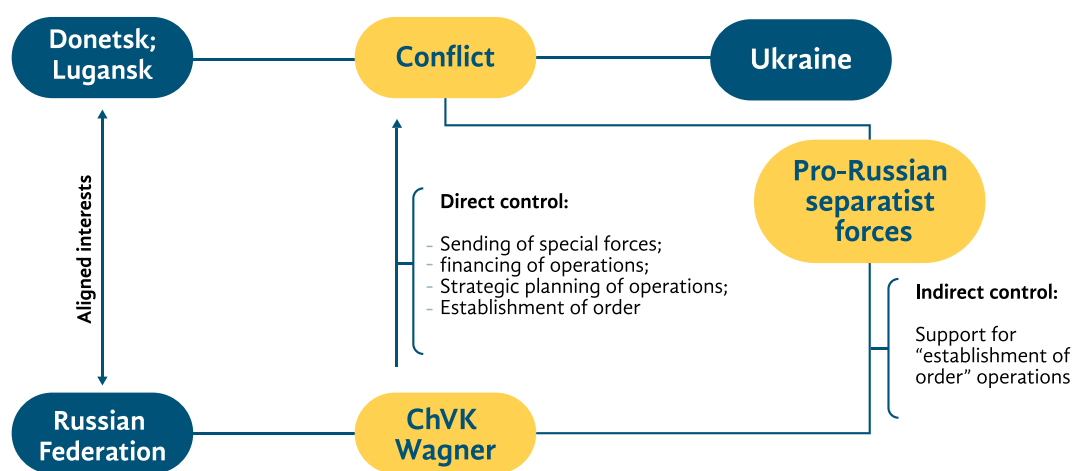 Donetsk;
Lugansk
Conflict
Ukraine
Pro-Russian
separatist
forces
Aligned interests
Direct control:
- Sending of special forces;
- financing of operations;
- Strategic planning of operations;
- Establishment of order
Indirect control:
Support for
“establishment of
order” operations
Russian
Federation
ChVK
Wagner